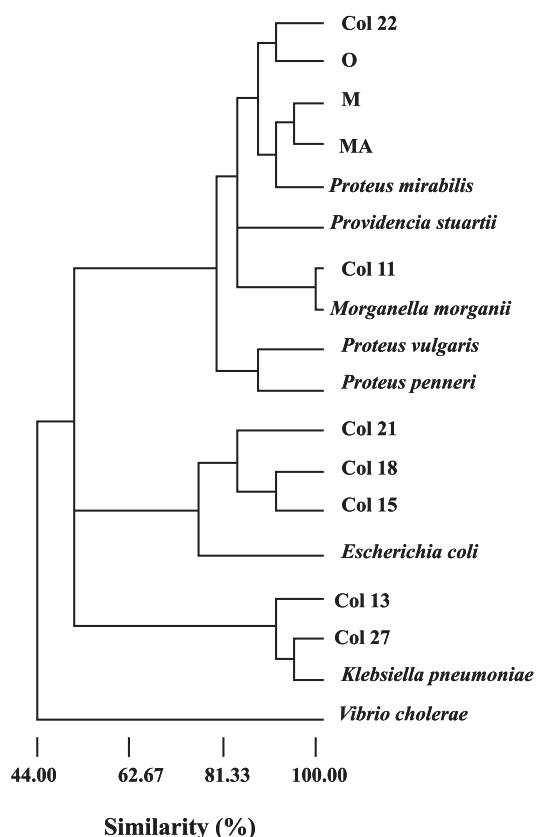 Col 22
O
M
MA
Proteus mirabilis
Providencia stuartii
Col 11
Morganella morganii
Proteus vulgaris
Proteus penneri
Col 21
Col 18
Col 15
Escherichia coli
Col 13
Col 27
Klebsiella pneumoniae
Vibrio cholerae
44.00 62.67 81.33 100.00
Similarity (%)